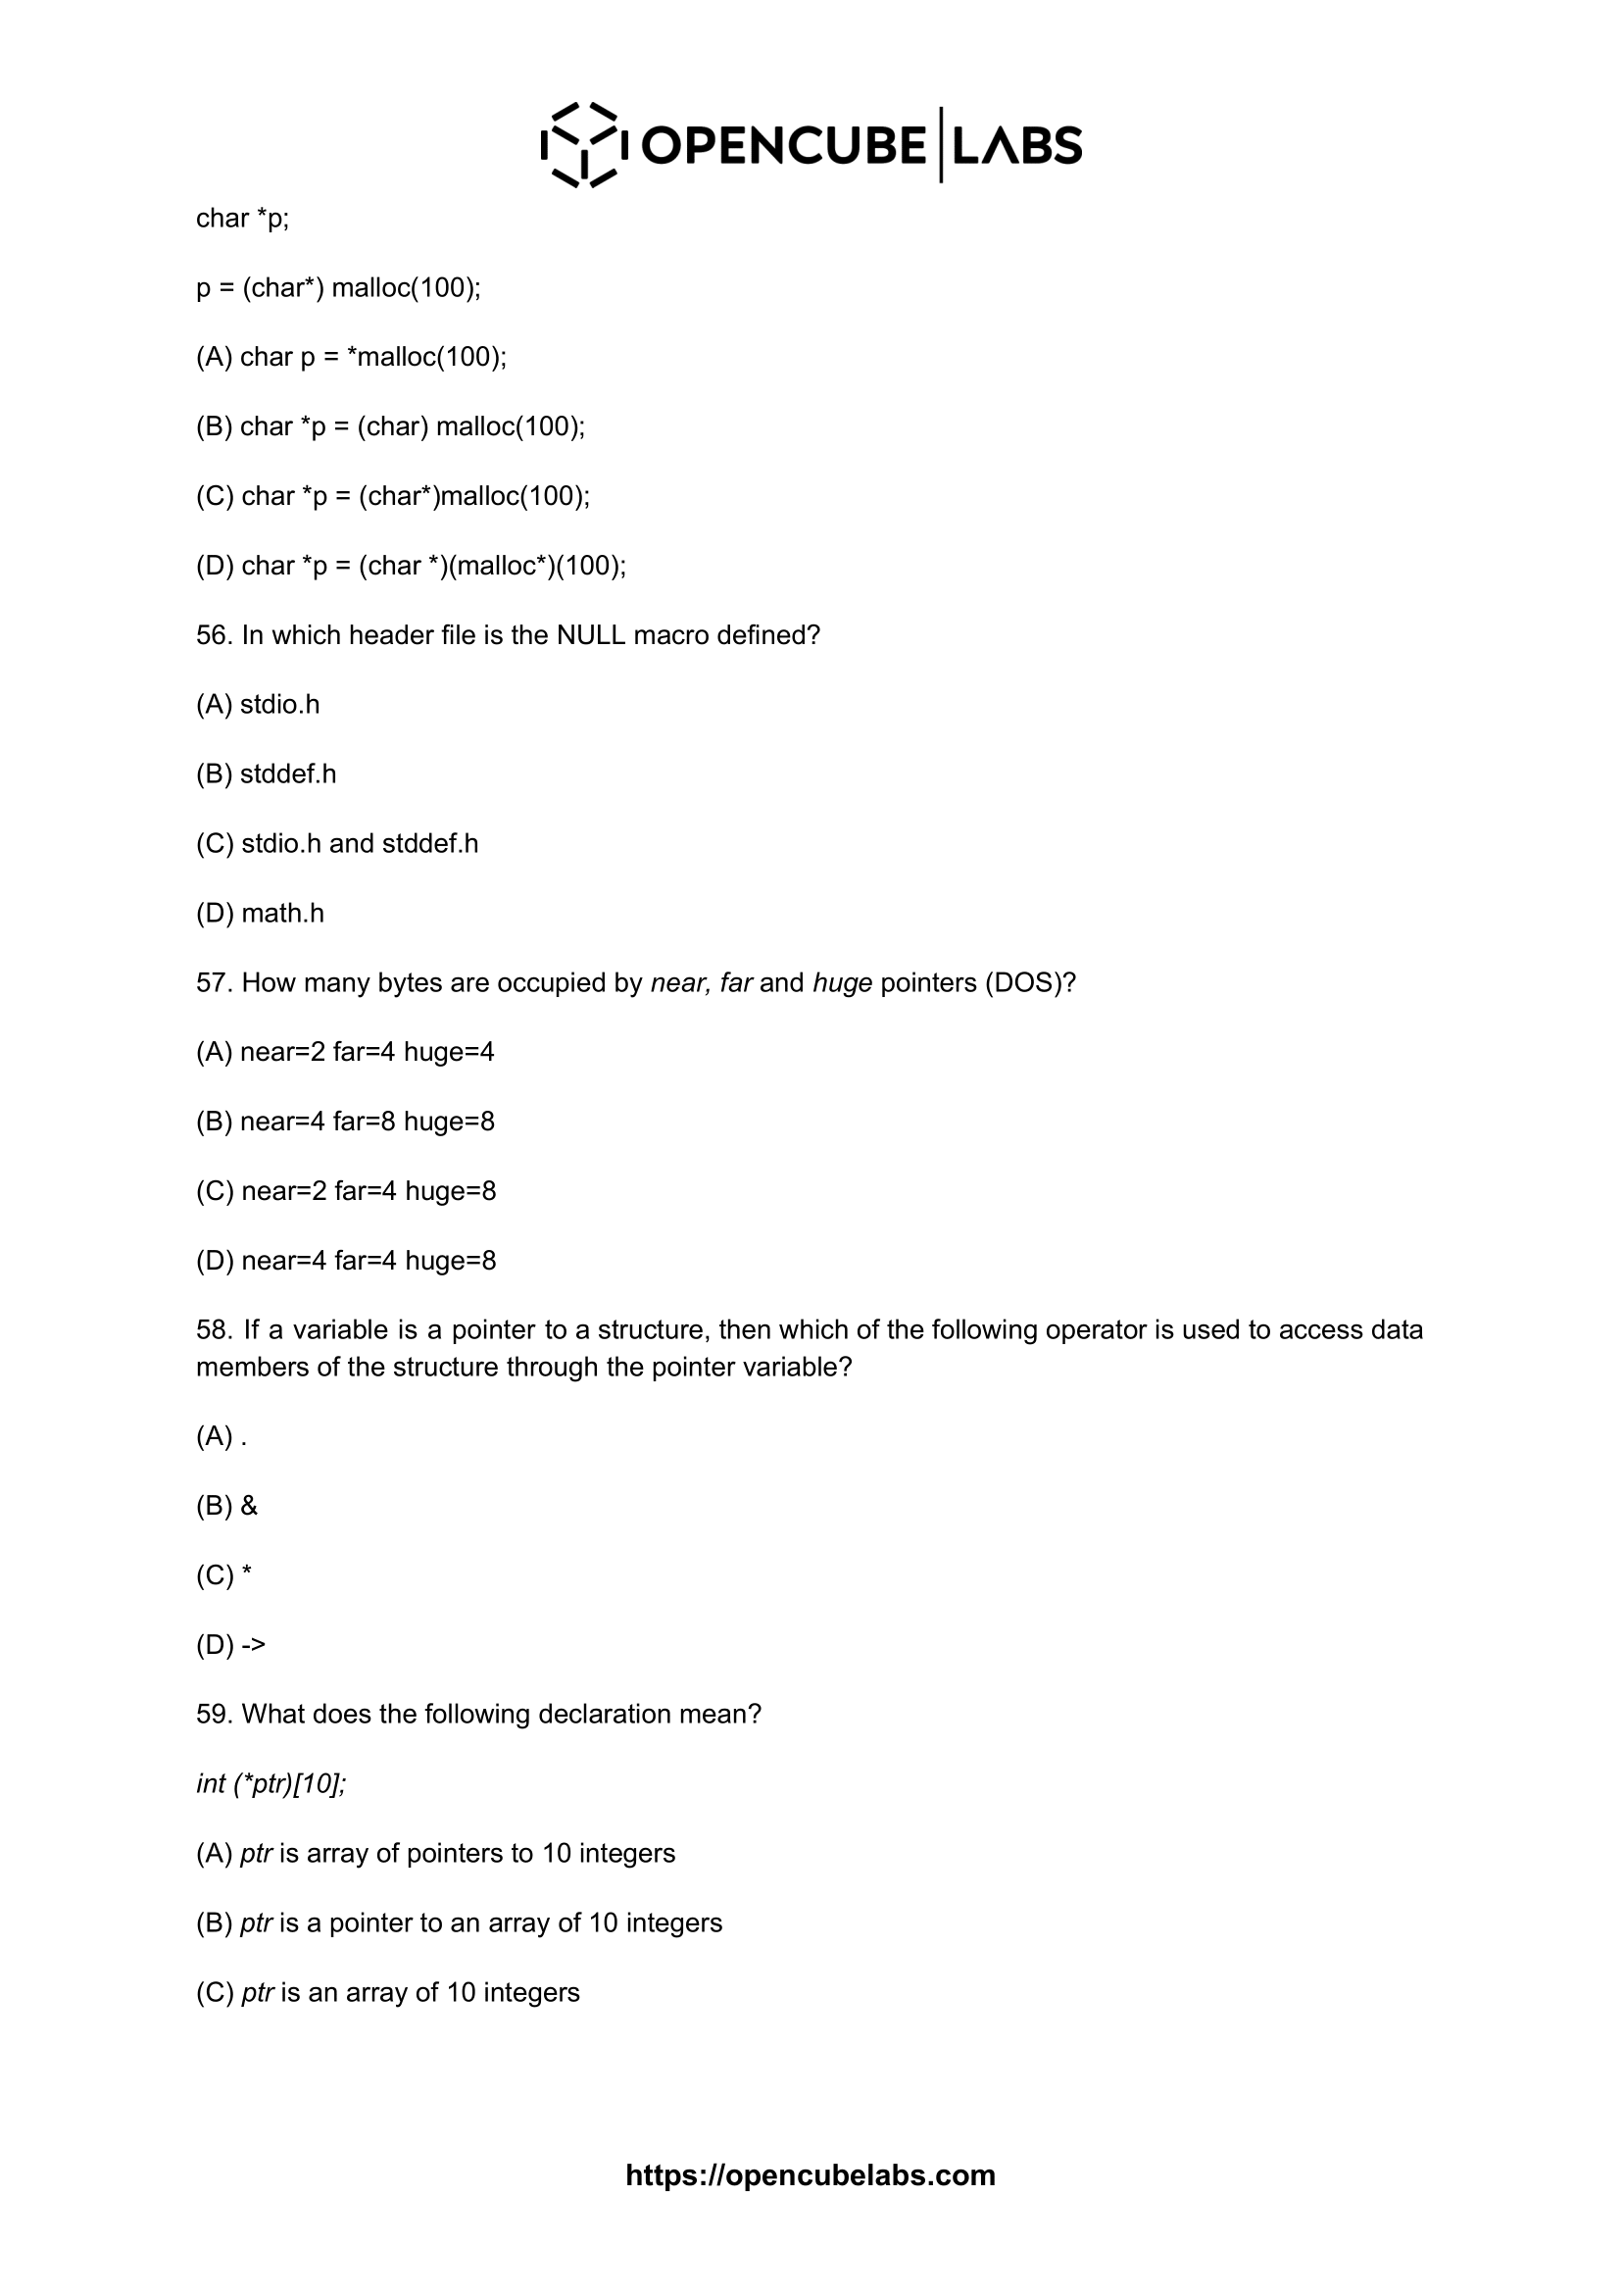 OPENCUBE LABS
char *p;
p = (char*) malloc(100);
(A) char p = *malloc(100);
(B) char *p = (char) malloc(100);
(C) char *p = (char*)malloc(100);
(D) char *p = (char *)(malloc*)(100);
56. In which header file is the NULL macro defined?
(A) stdio.h
(B) stddef.h
(C) stdio.h and stddef.h
(D) math.h
57. How many bytes are occupied by near, far and huge pointers (DOS)?
(A) near=2 far=4 huge=4
(B) near=4 far=8 huge=8
(C) near=2 far=4 huge=8
(D) near=4 far=4 huge=8
58. If a variable is a pointer to a structure, then which of the following operator is used to access data
members of the structure through the pointer variable?
(A) .
(B) &
(C) *
(D) ->
59. What does the following declaration mean?
int (*ptr)[10];
(A) ptr is array of pointers to 10 integers
(B) ptr is a pointer to an array of 10 integers
(C) ptr is an array of 10 integers
https://opencubelabs.com